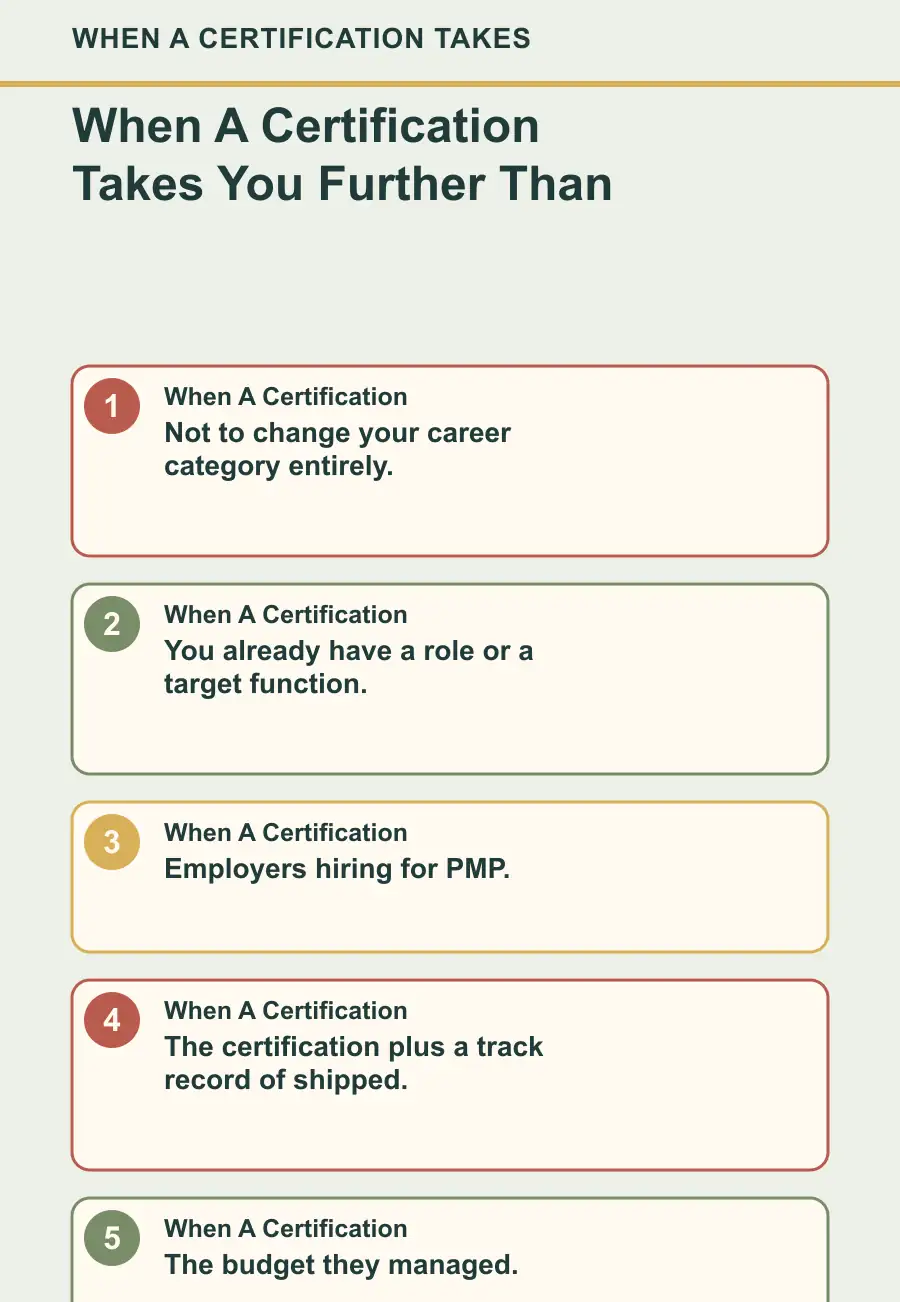 WHEN A CERTIFICATION TAKES
When A Certification
Takes You Further Than
1
When A Certification
Not to change your career
category entirely.
2
When A Certification
You already have a role or a
target function.
3
When A Certification
Employers hiring for PMP.
4
When A Certification
The certification plus a track
record of shipped.
5
When A Certification
The budget they managed.